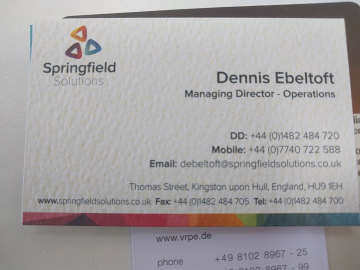 Springfield
Solutions
Dennis Ebeltoft
Managing Director - Operations
DD: +44 (0)1482 484 720
Mobile: +44 (0)7740 722 588
Email: debeltoft@springfieldsolutions.co.uk
Thomas Street, Kingston upon Hull, England, HU9 1EH
www.springfieldsolutions.co.uk Fax: +44 (0)1482 484 705 Tel: +44 (0)1482 484 700
www.vrpe.de
phone +49 8102 8967 - 25
+49 8102 8967 - 99